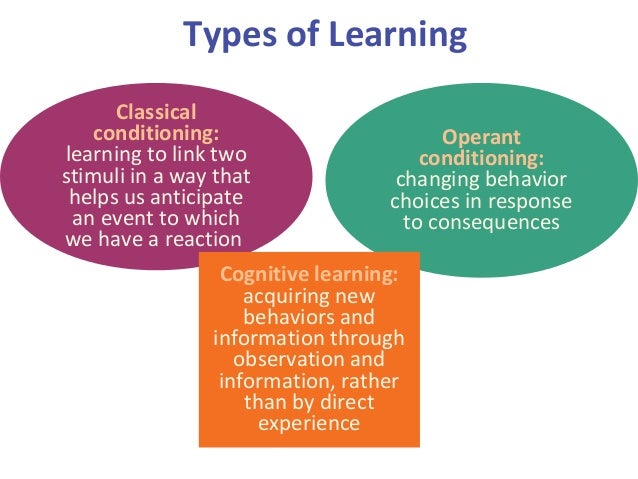 Types of Learning
Classical
conditioning:
learning to link two
stimuli in a way that
helps us anticipate
an event to which
we have a reaction
Operant
conditioning:
changing behavior
choices in response
to consequences
Cognitive learning:
acquiring new
behaviors and
information through
observation and
information, rather
than by direct
experience